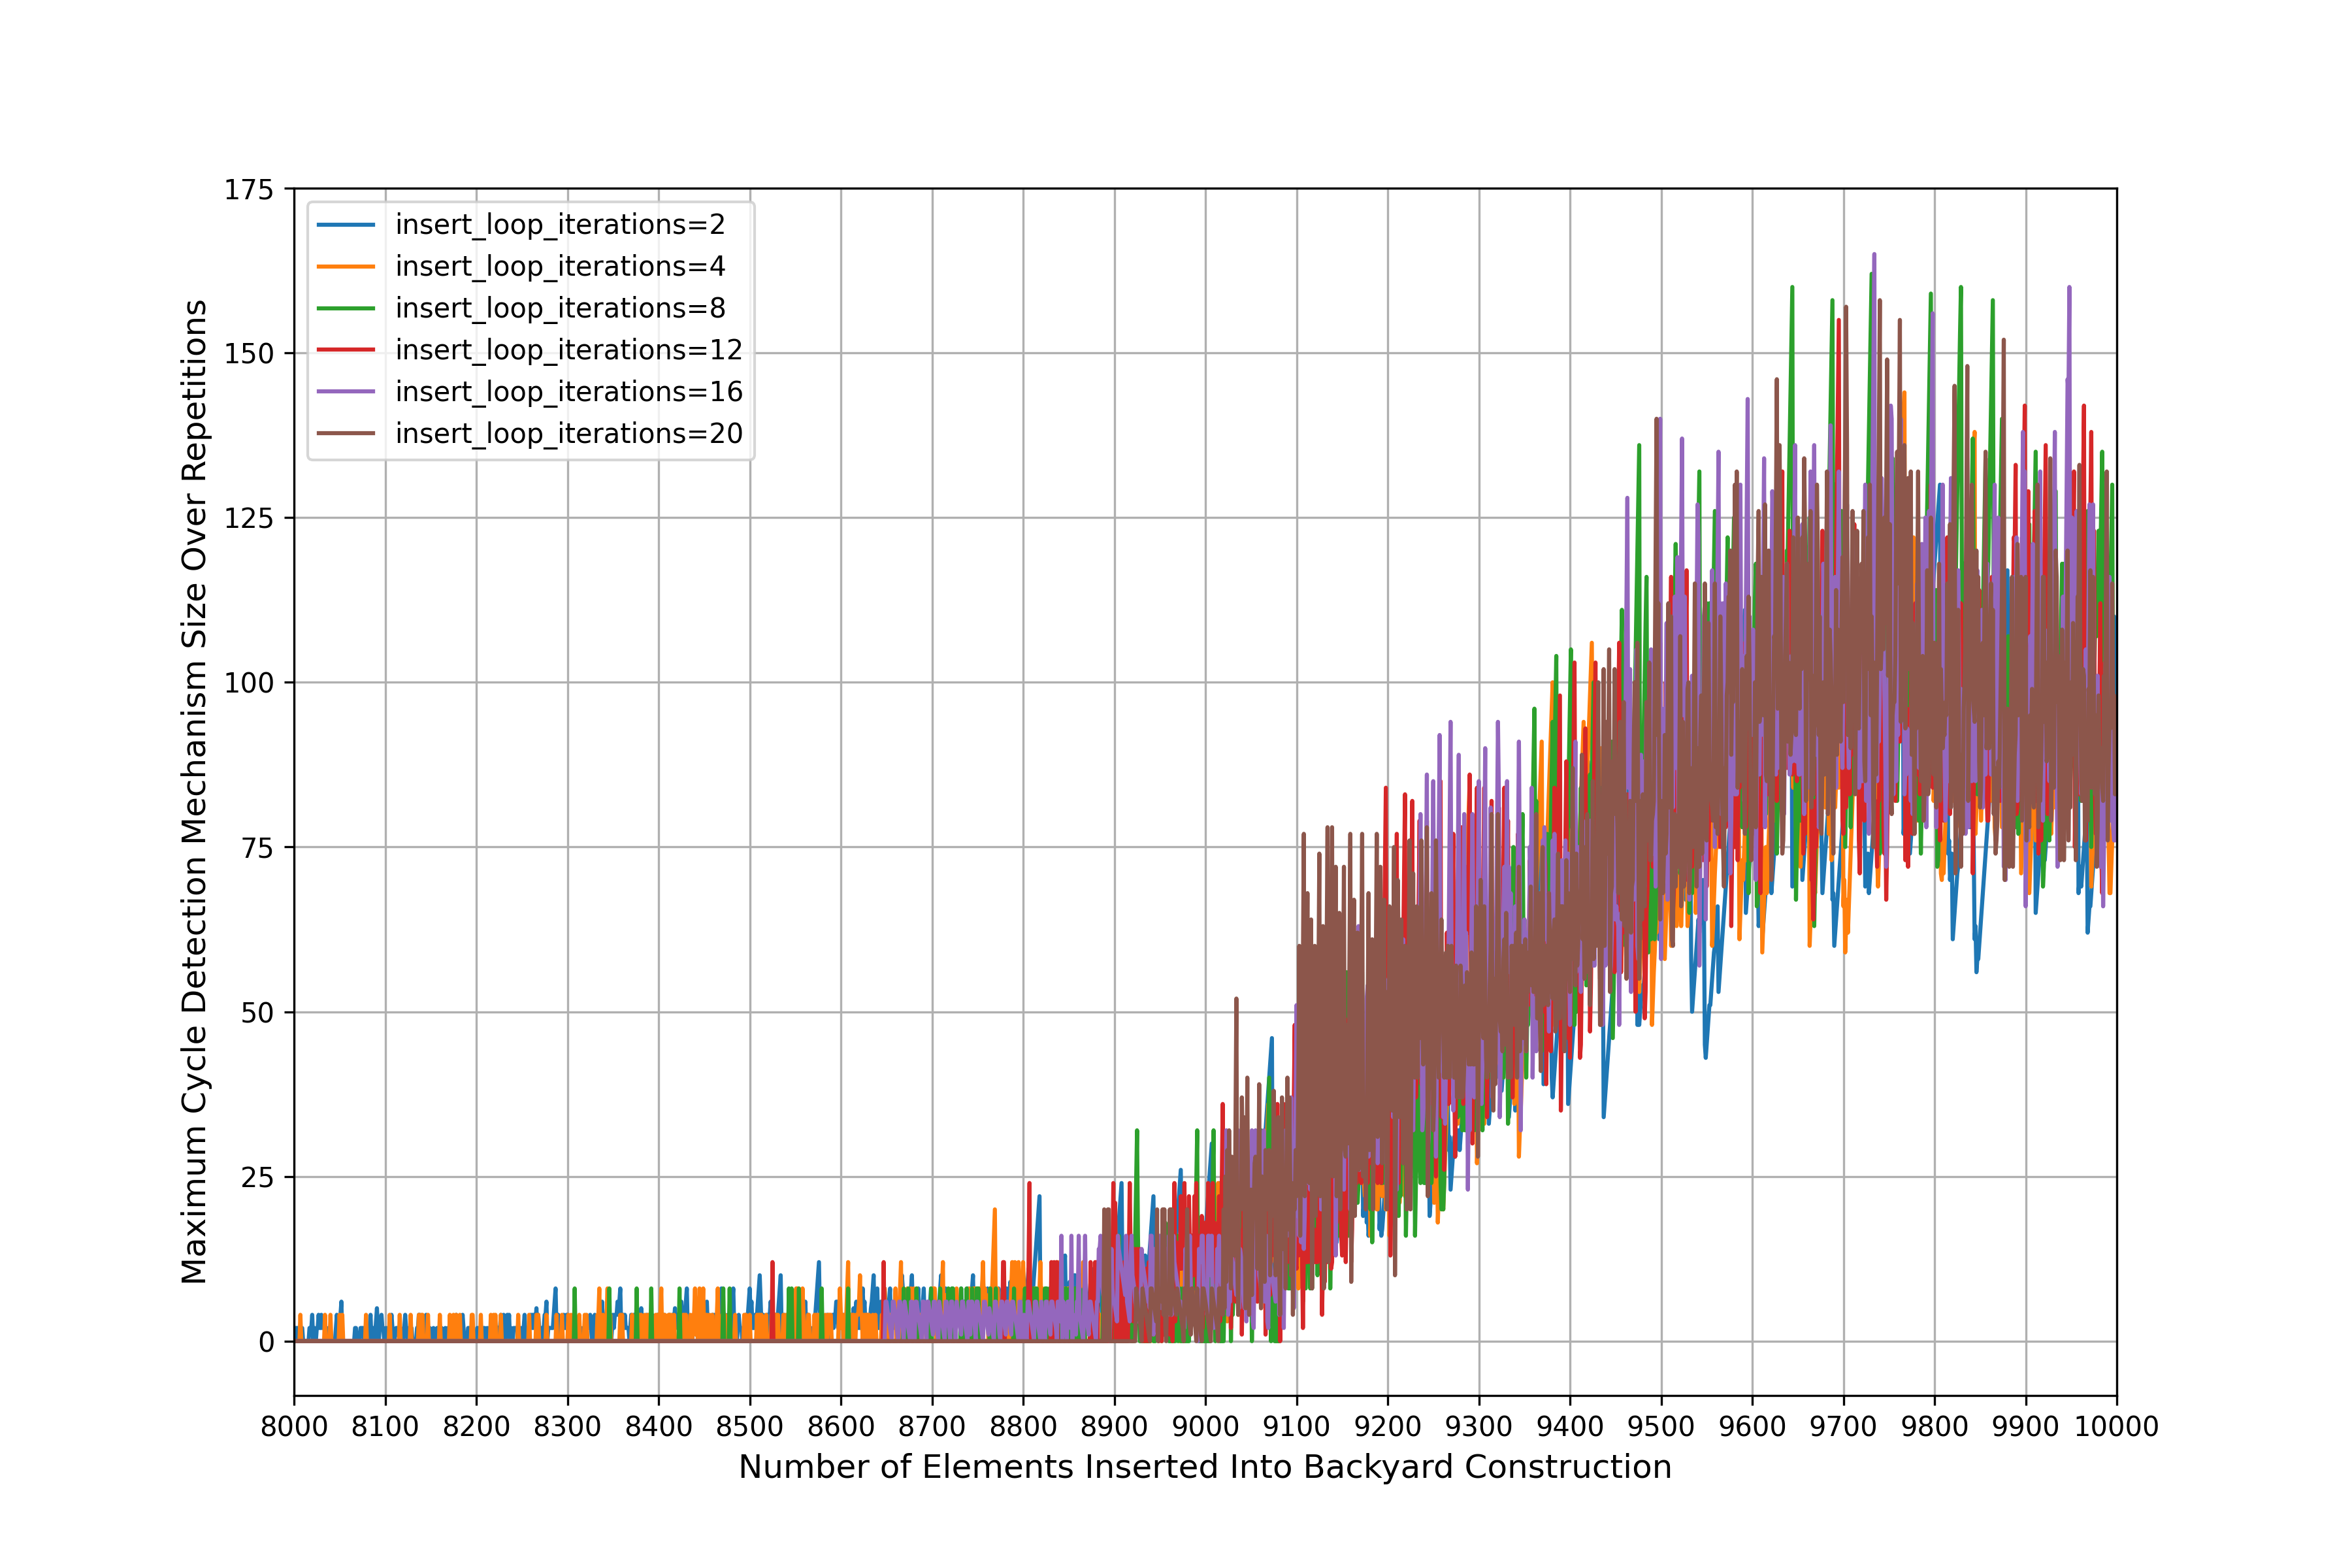 175
150
125
100
75
50
25
0
Maximum Cycle Detection Mechanism Size Over Repetitions
insert_loop_iterations=2
insert_loop_iterations=4
insert_loop_iterations=8
insert_loop_iterations=12
insert_loop_iterations=16
insert_loop_iterations=20
8000 8100 8200 8300 8400 8500 8600 8700 8800 8900 9000 9100 9200 9300 9400 9500 9600 9700 9800 9900 10000
Number of Elements Inserted Into Backyard Construction